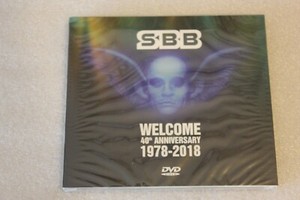 SBB
WELCOME
40th ANNIVERSARY
1978-2018
DVD